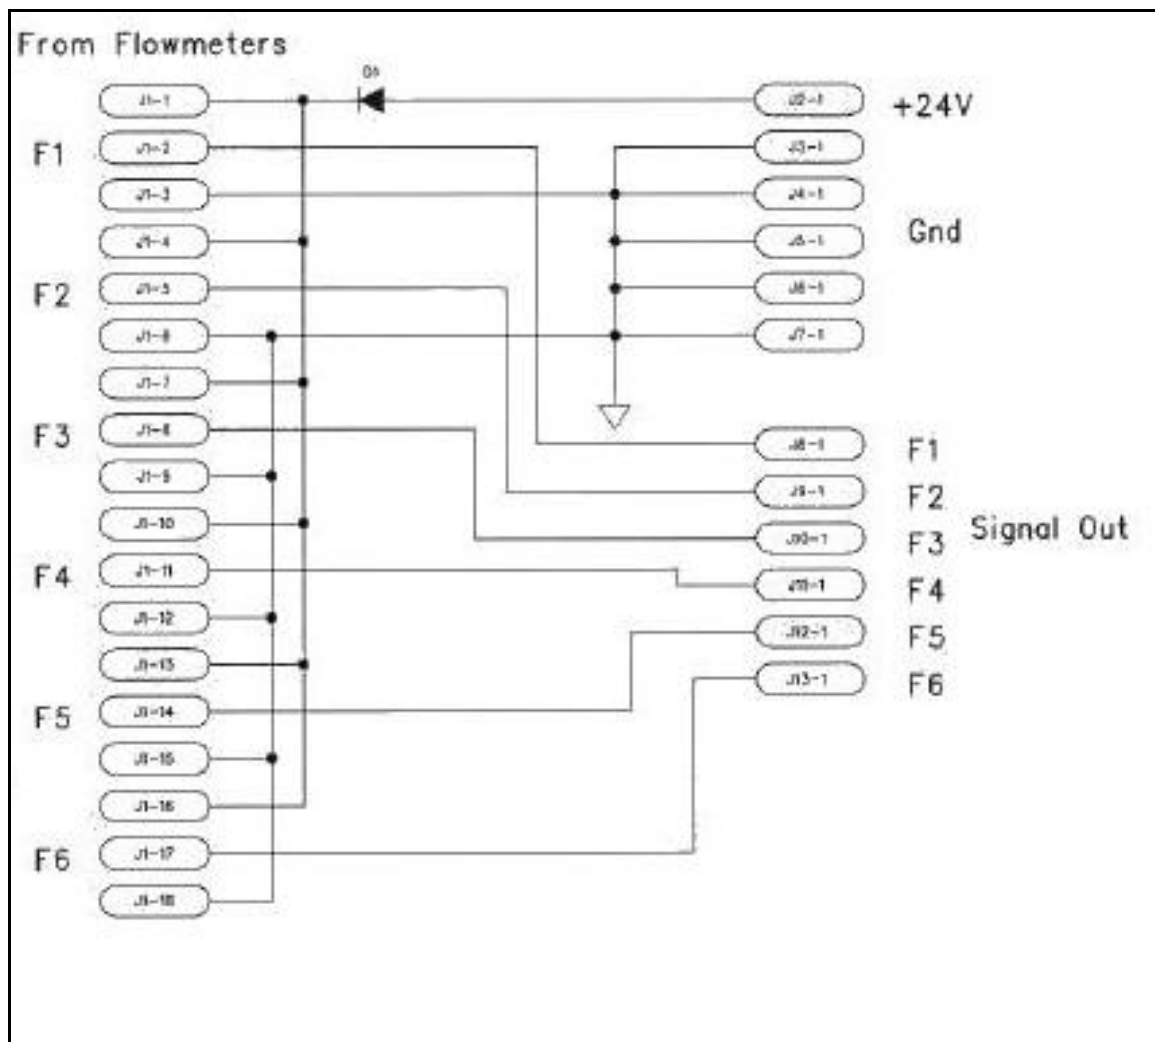 From Flowmeters
D1
J1-1
J2-1
+24V
F1
J1-2
J3-1
J1-3
J4-1
Gnd
J1-4
J5-1
F2
J1-5
J6-1
J1-6
J7-1
J1-7
F3
J1-8
J8-1
F1
J1-9
J9-1
F2
J1-10
J10-1
F3
Signal Out
F4
J1-11
J11-1
F4
J1-12
J12-1
F5
J1-13
J13-1
F6
F5
J1-14
J1-15
J1-16
F6
J1-17
J1-18